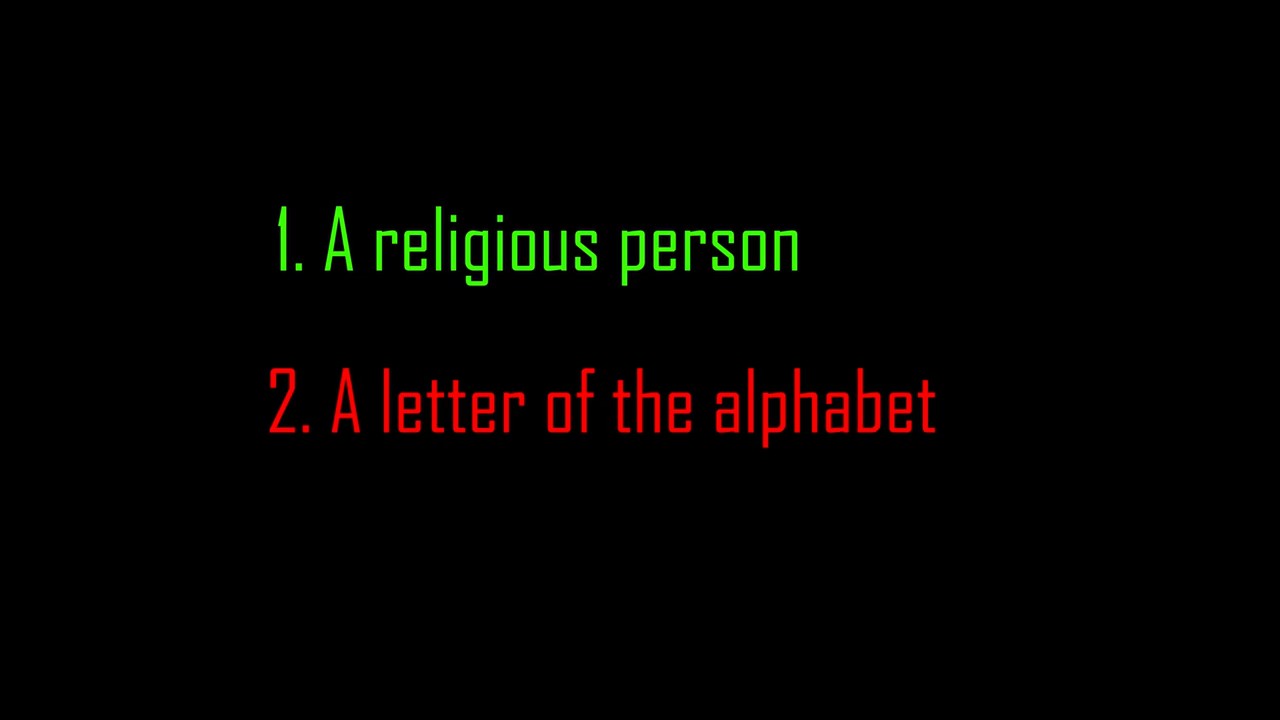 1. A religious person
2. A letter of the alphabet